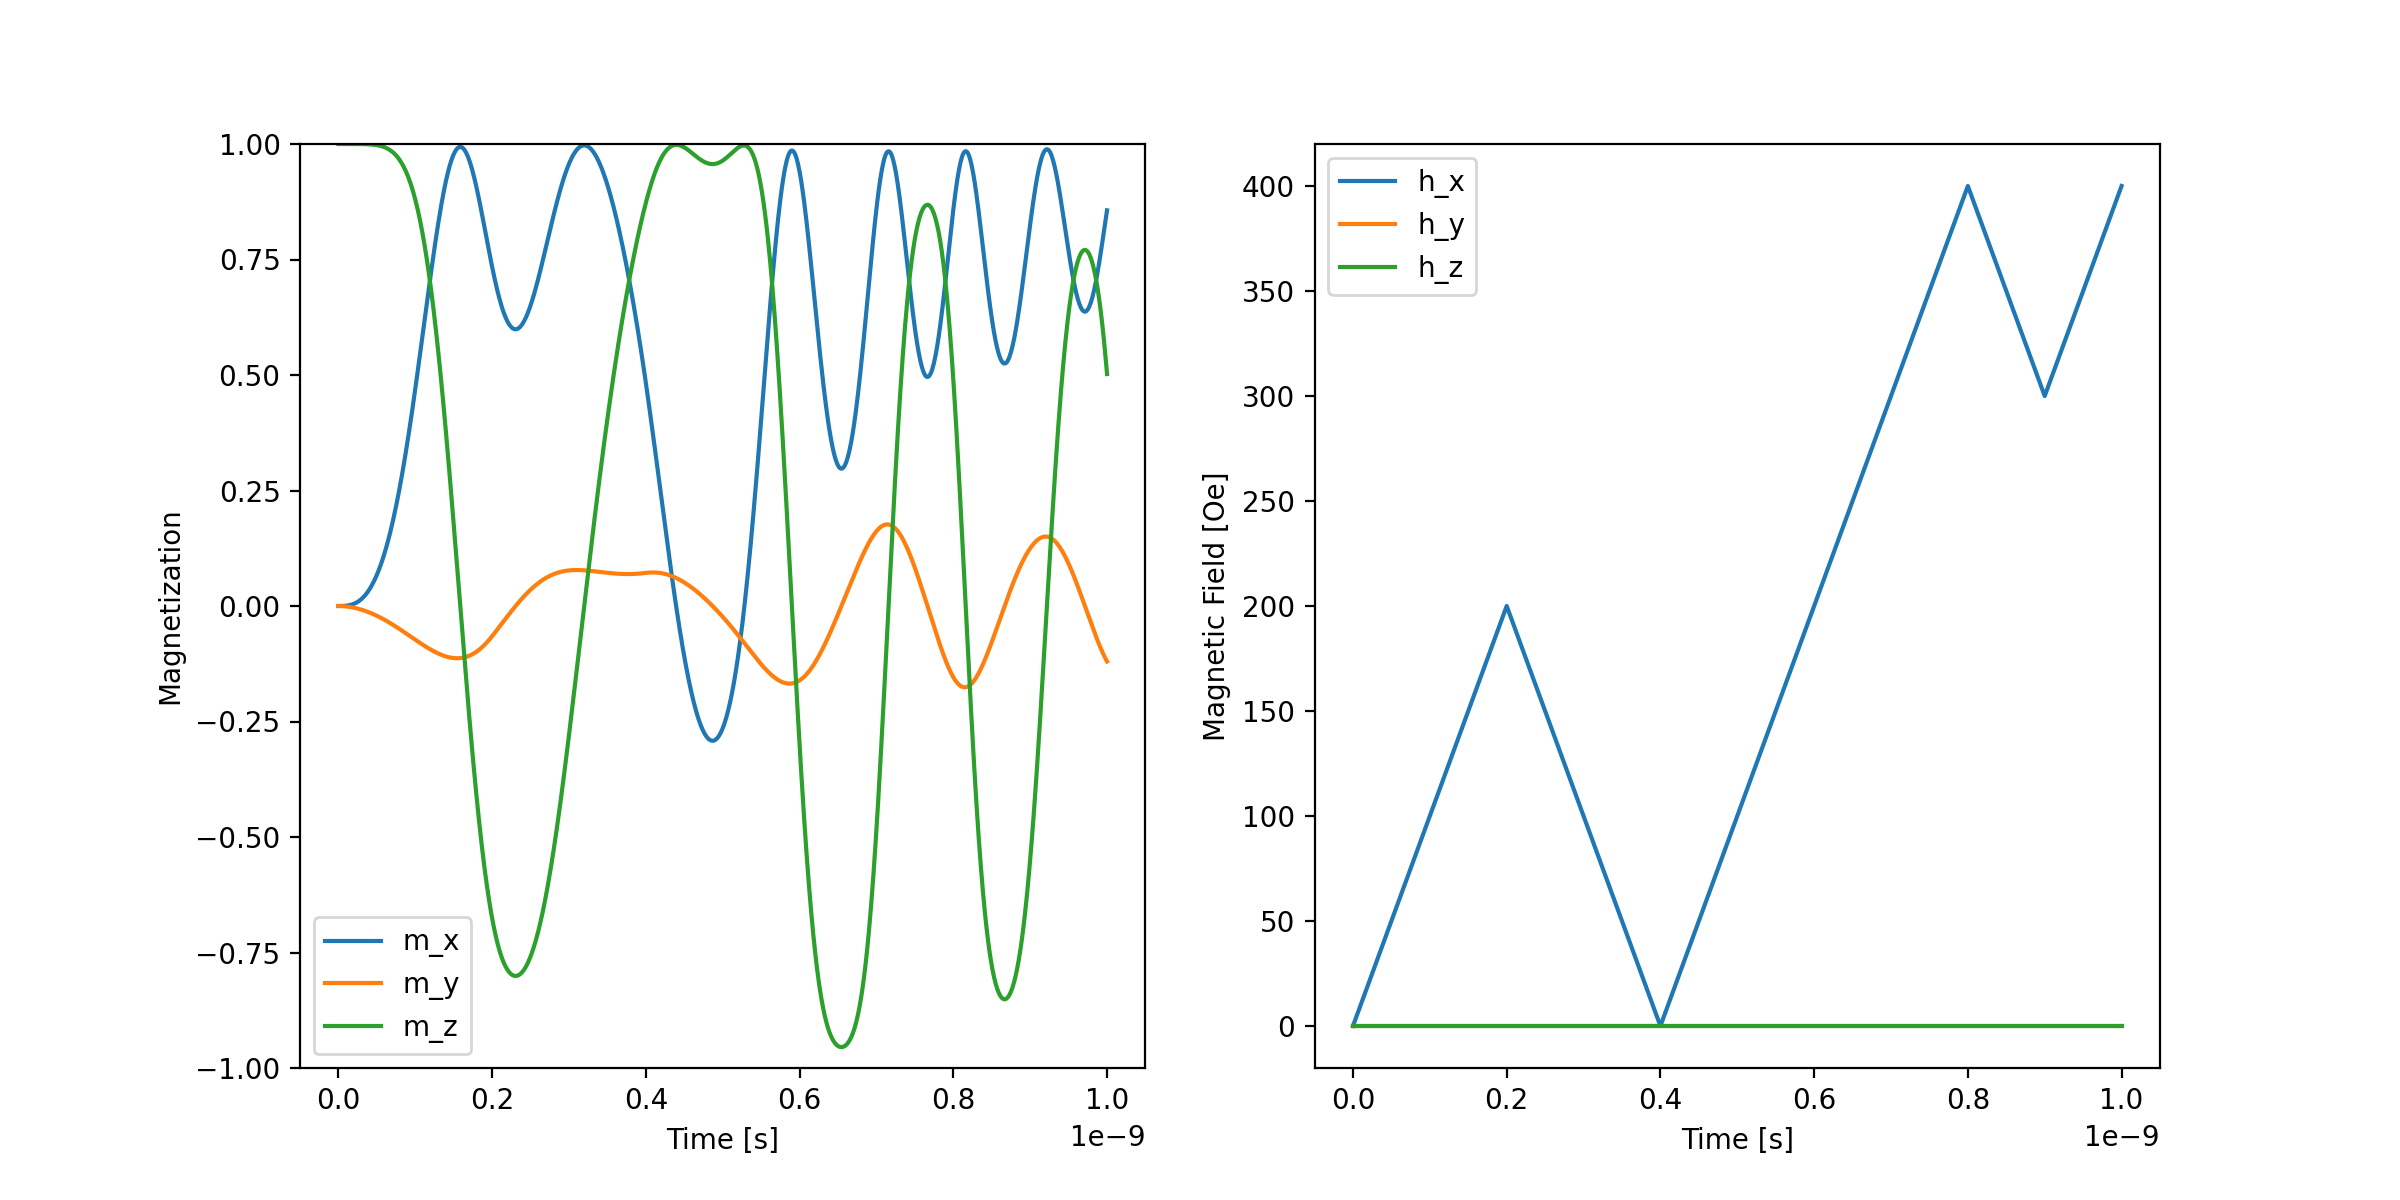 1.00
0.75
0.50
0.25
0.00
−0.25
−0.50
−0.75
−1.00
Magnetization
m_x
m_y
m_z
0.0 0.2 0.4 0.6 0.8 1.0
Time [s]
1e−9
400
350
300
250
200
150
100
50
0
Magnetic Field [Oe]
h_x
h_y
h_z
0.0 0.2 0.4 0.6 0.8 1.0
Time [s]
1e−9